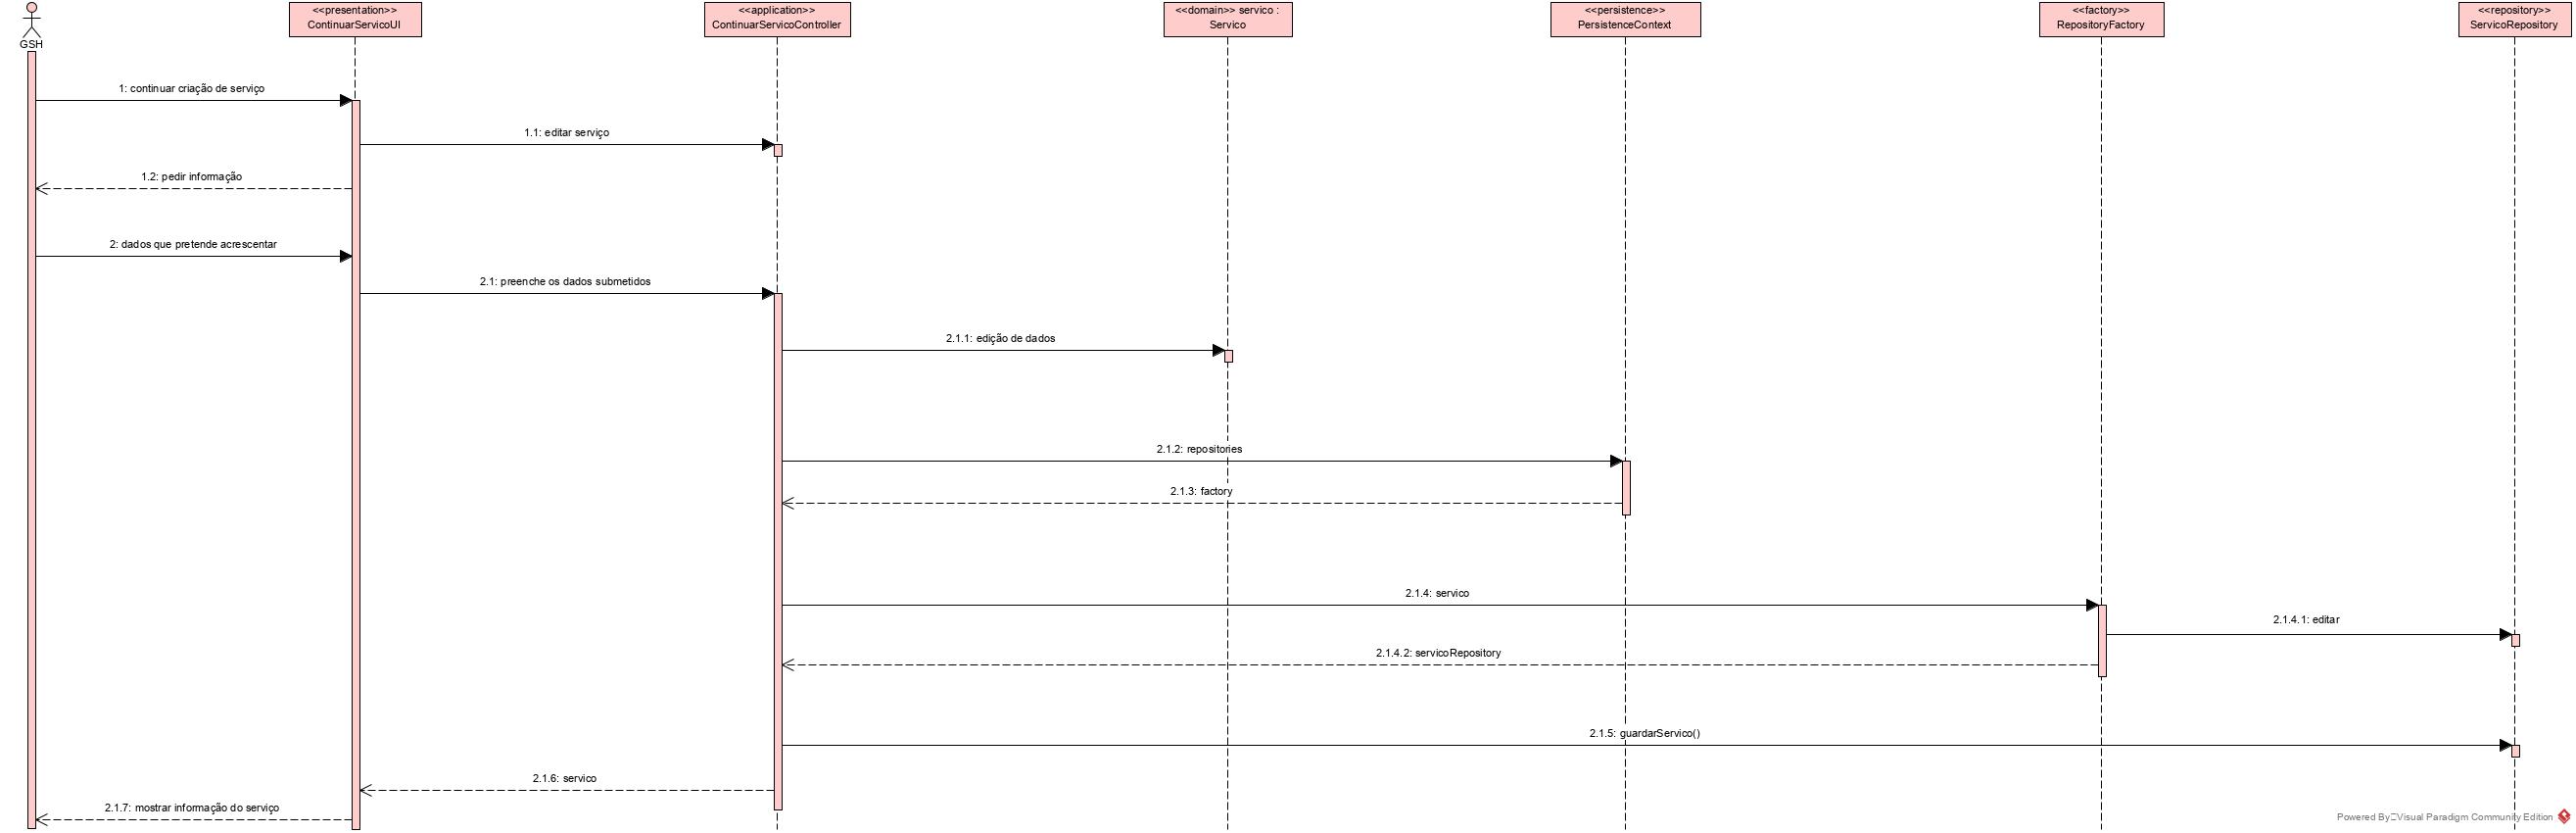 GSH
<<presentation>>
ContinuarServicoUI
<<application>>
ContinuarServicoController
<<domain>> servico :
Servico
<<persistence>>
PersistenceContext
<<factory>>
RepositoryFactory
<<repository>>
ServicoRepository
1: continuar criação de serviço
1.1: editar serviço
1.2: pedir informação
2: dados que pretende acrescentar
2.1: preenche os dados submetidos
2.1.1: edição de dados
2.1.2: repositories
2.1.3: factory
2.1.4: servico
2.1.4.1: editar
2.1.4.2: servicoRepository
2.1.5: guardarServico()
2.1.6: servico
2.1.7: mostrar informação do serviço
Powered By Visual Paradigm Community Edition